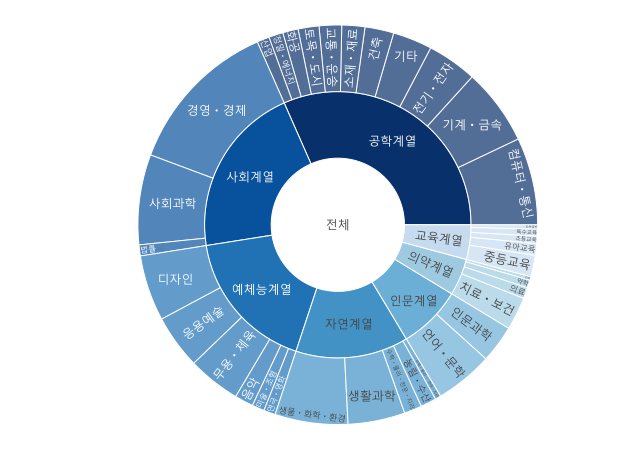 전체
공학계열
사회계열
예체능계열
자연계열
인문계열
의약계열
교육계열
컴퓨터・통신
기계・금속
전기・전자
기타
건축
소재・재료
교통・운송
토목・도시
화공
정밀・에너지
산업
경영・경제
사회과학
법률
디자인
응용예술
무용・체육
음악
미술・조형
연극・영화
생물・화학・환경
생활과학
수학・물리・천문・지리
농림・수산
언어・문학
인문과학
치료・보건
의료
약학
중등교육
유아교육
초등교육
특수교육